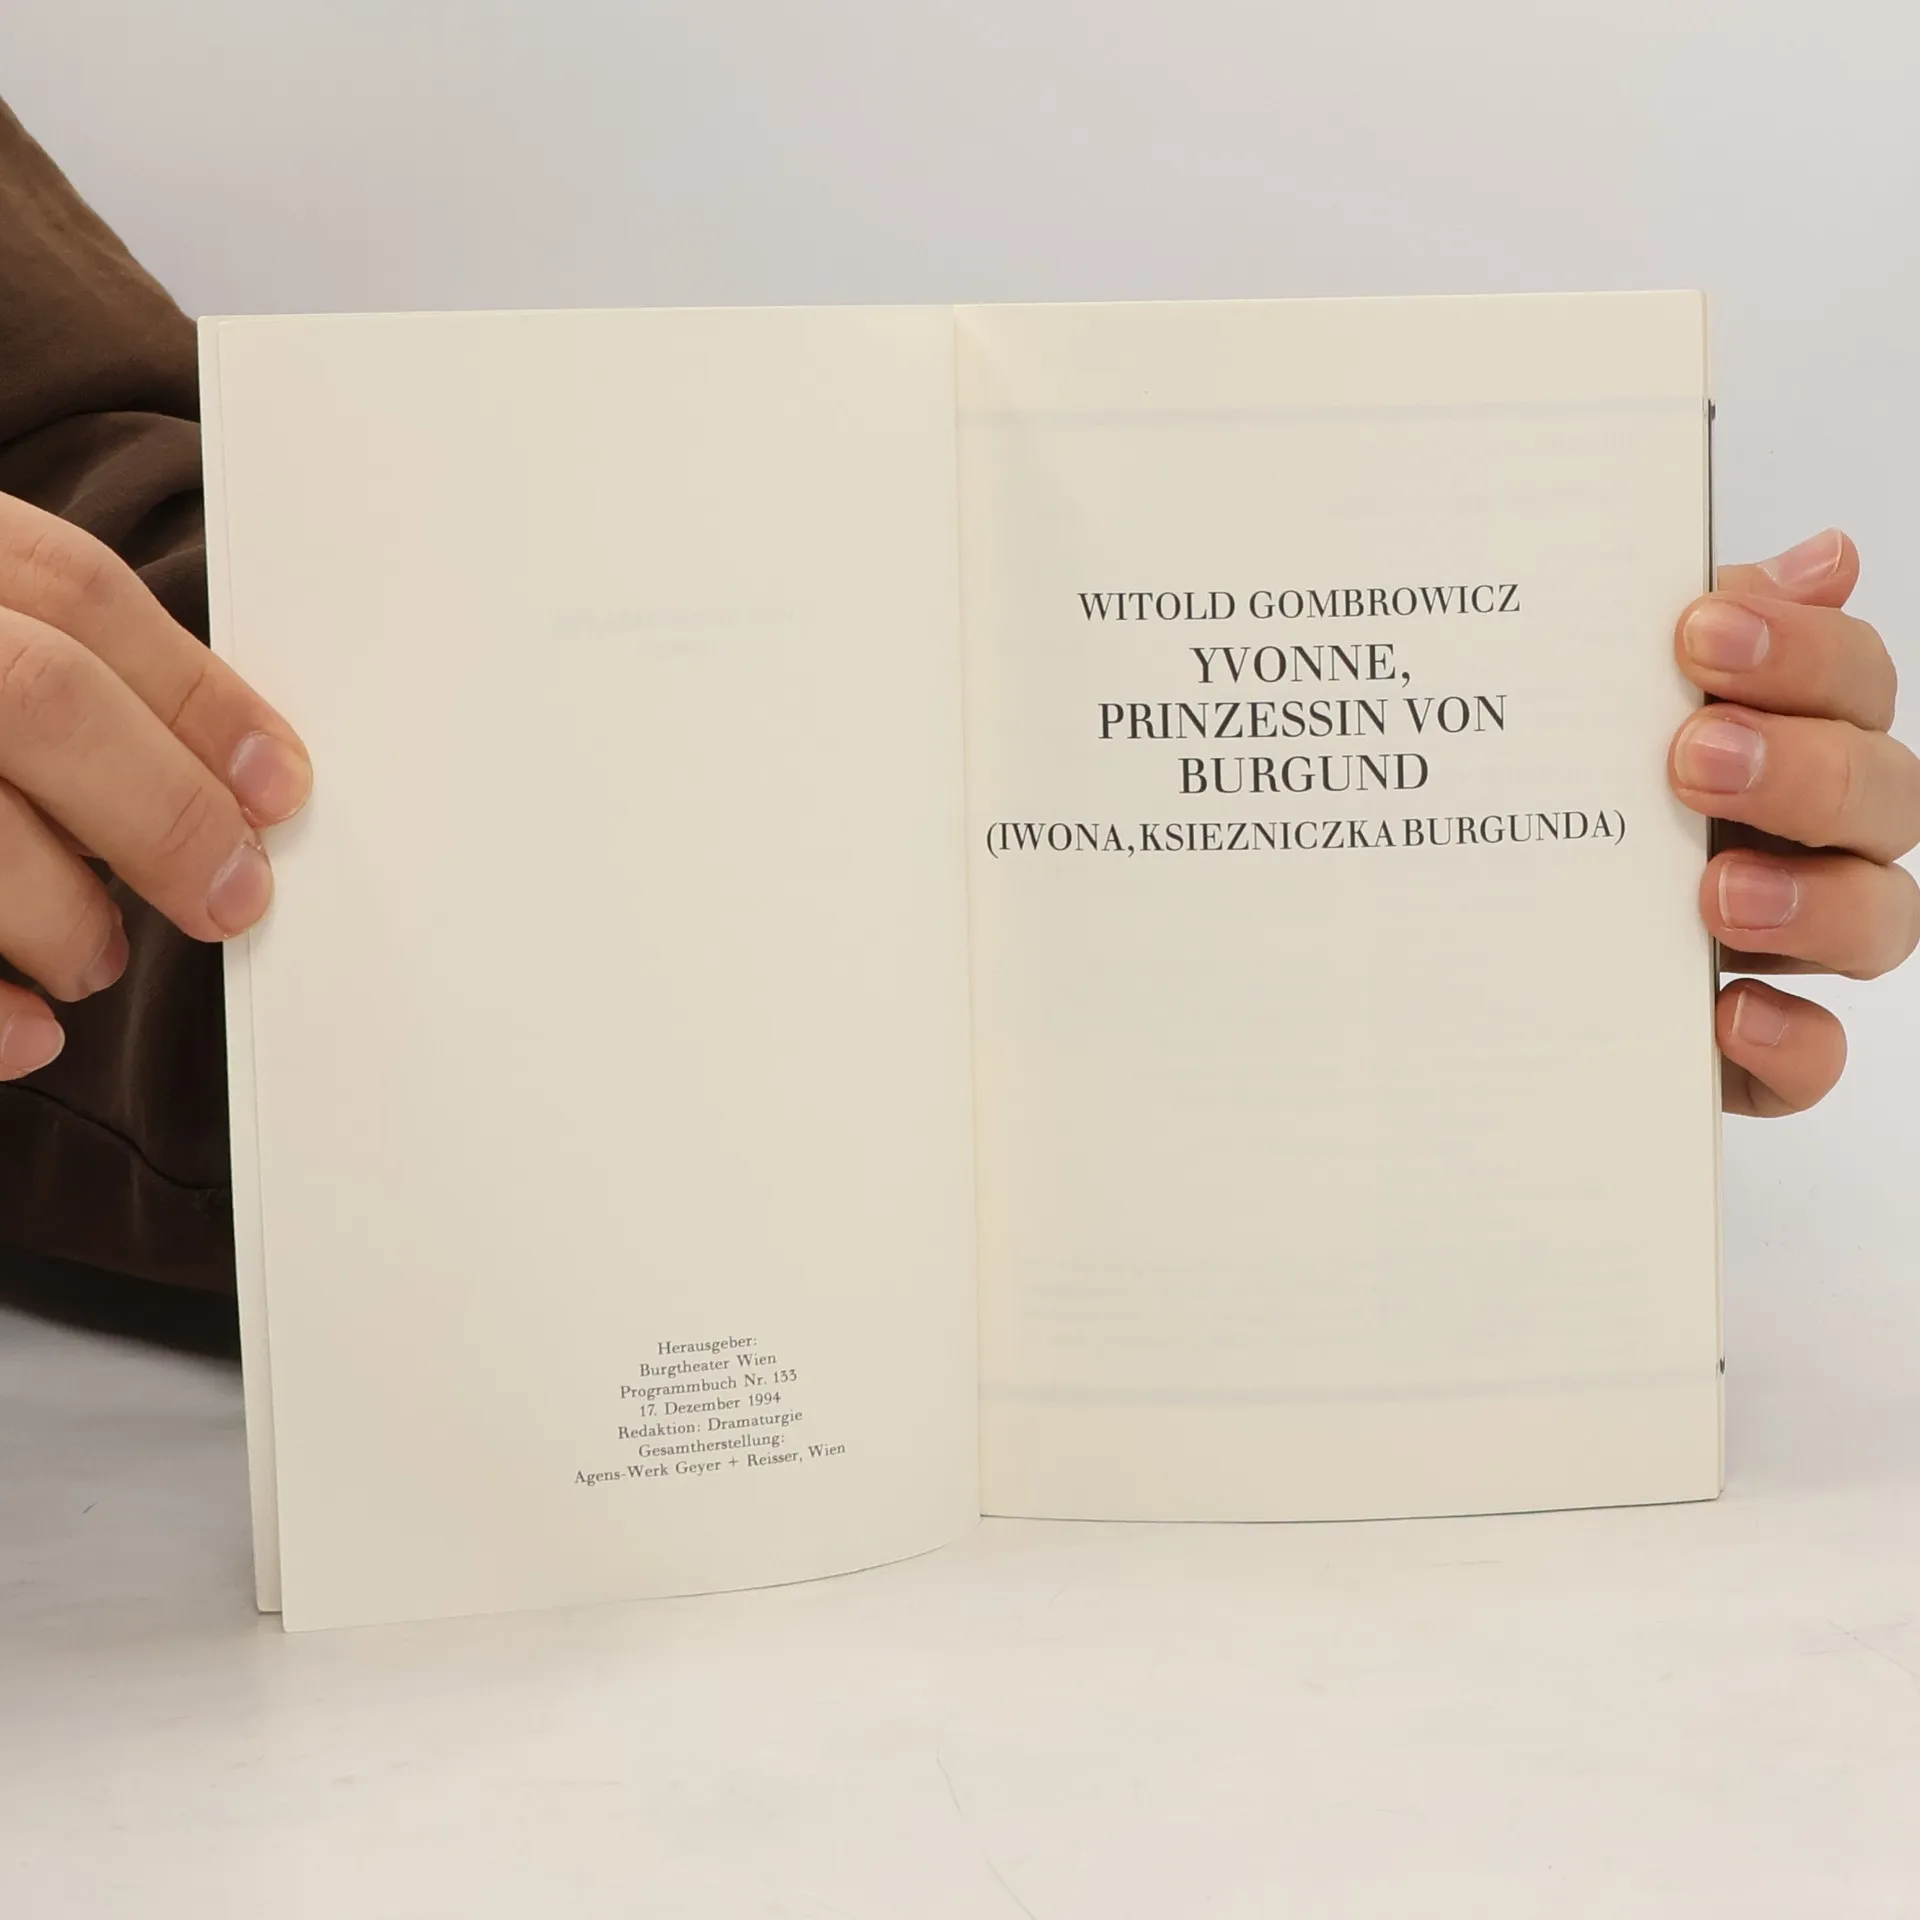 Herausgeber:
Burgtheater Wien
Programmbuch Nr. 133
17. Dezember 1994
Redaktion: Dramaturgie
Gesamtherstellung:
Agens-Werk Geyer + Reisser, Wien
WITOLD GOMBROWICZ
YVONNE,
PRINZESSIN VON
BURGUND
(IWONA, KSIEZNICZKA BURGUNDA)